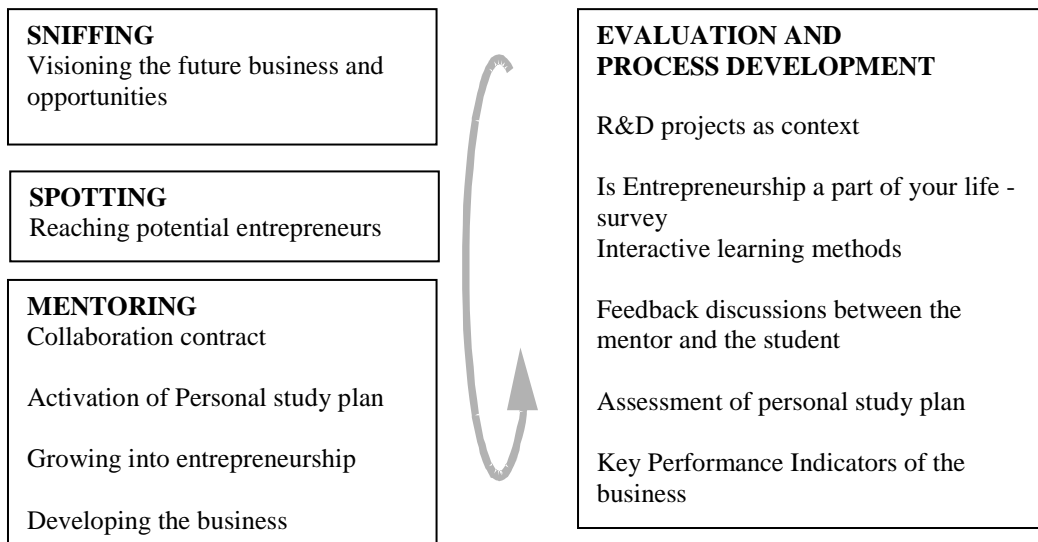 SNIFFING
Visioning the future business and
opportunities
SPOTTING
Reaching potential entrepreneurs
MENTORING
Collaboration contract
Activation of Personal study plan
Growing into entrepreneurship
Developing the business
EVALUATION AND
PROCESS DEVELOPMENT
R&D projects as context
Is Entrepreneurship a part of your life -
survey
Interactive learning methods
Feedback discussions between the
mentor and the student
Assessment of personal study plan
Key Performance Indicators of the
business